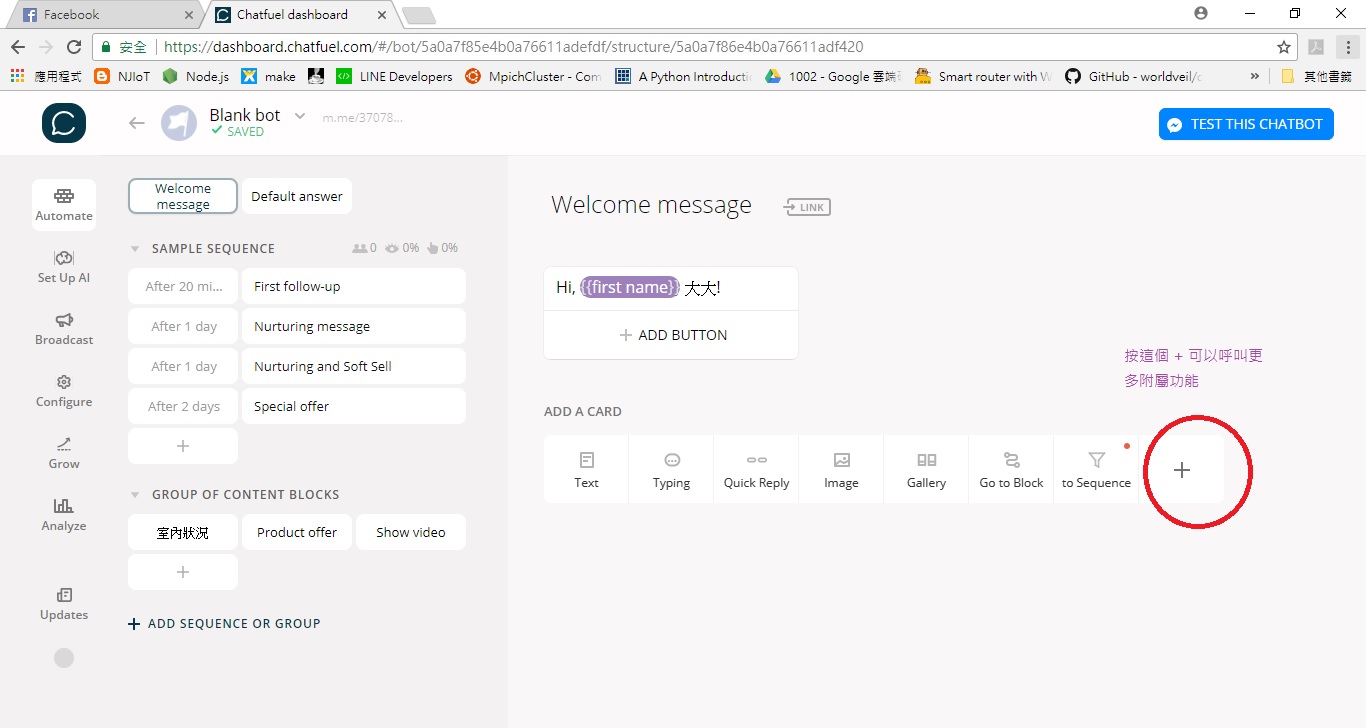 Facebook
Chatfuel dashboard
安全 https://dashboard.chatfuel.com/#/bot/5a0a7f85e4b0a76611adefdf/structure/5a0a7f86e4b0a76611adf420
應用程式 NJIoT Node.js make LINE Developers MpichCluster - Com A Python Introductio 1002 - Google 雲端 Smart router with W GitHub - worldveil/ » 其他書籤
Blank bot m.me/37078...
SAVED
TEST THIS CHATBOT
Automate
Set Up AI
Broadcast
Configure
Grow
Analyze
Updates
Welcome
message
Default answer
SAMPLE SEQUENCE 0 0% 0%
After 20 mi... First follow-up
After 1 day Nurturing message
After 1 day Nurturing and Soft Sell
After 2 days Special offer
+
GROUP OF CONTENT BLOCKS
室內狀況 Product offer Show video
+
+ ADD SEQUENCE OR GROUP
Welcome message LINK
Hi, {{first name}} 大大!
+ ADD BUTTON
按這個 + 可以呼叫更
多附屬功能
ADD A CARD
Text Typing Quick Reply Image Gallery Go to Block to Sequence +